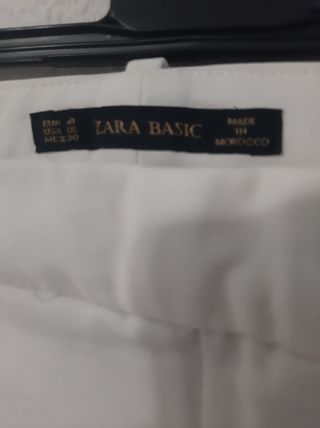 EUR 40
USA 08
MEX 30
ZARA BASIC
MADE
IN
MOROCCO